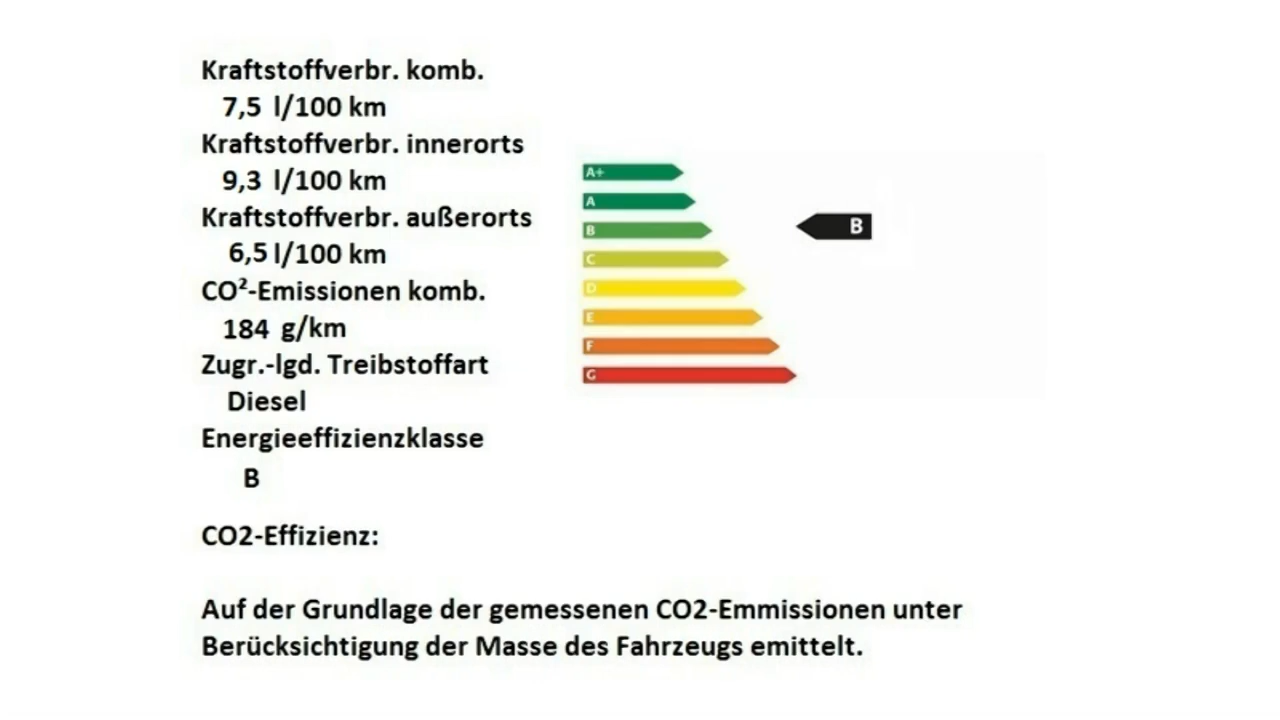 Kraftstoffverbr. komb.
7,5 l/100 km
Kraftstoffverbr. innerorts
9,3 l/100 km
Kraftstoffverbr. außerorts
6,5 l/100 km
CO²-Emissionen komb.
184 g/km
Zugr.-lgd. Treibstoffart
Diesel
Energieeffizienzklasse
B
A+
A
B
B
C
D
E
F
G
CO2-Effizienz:
Auf der Grundlage der gemessenen CO2-Emmissionen unter
Berücksichtigung der Masse des Fahrzeugs emittelt.